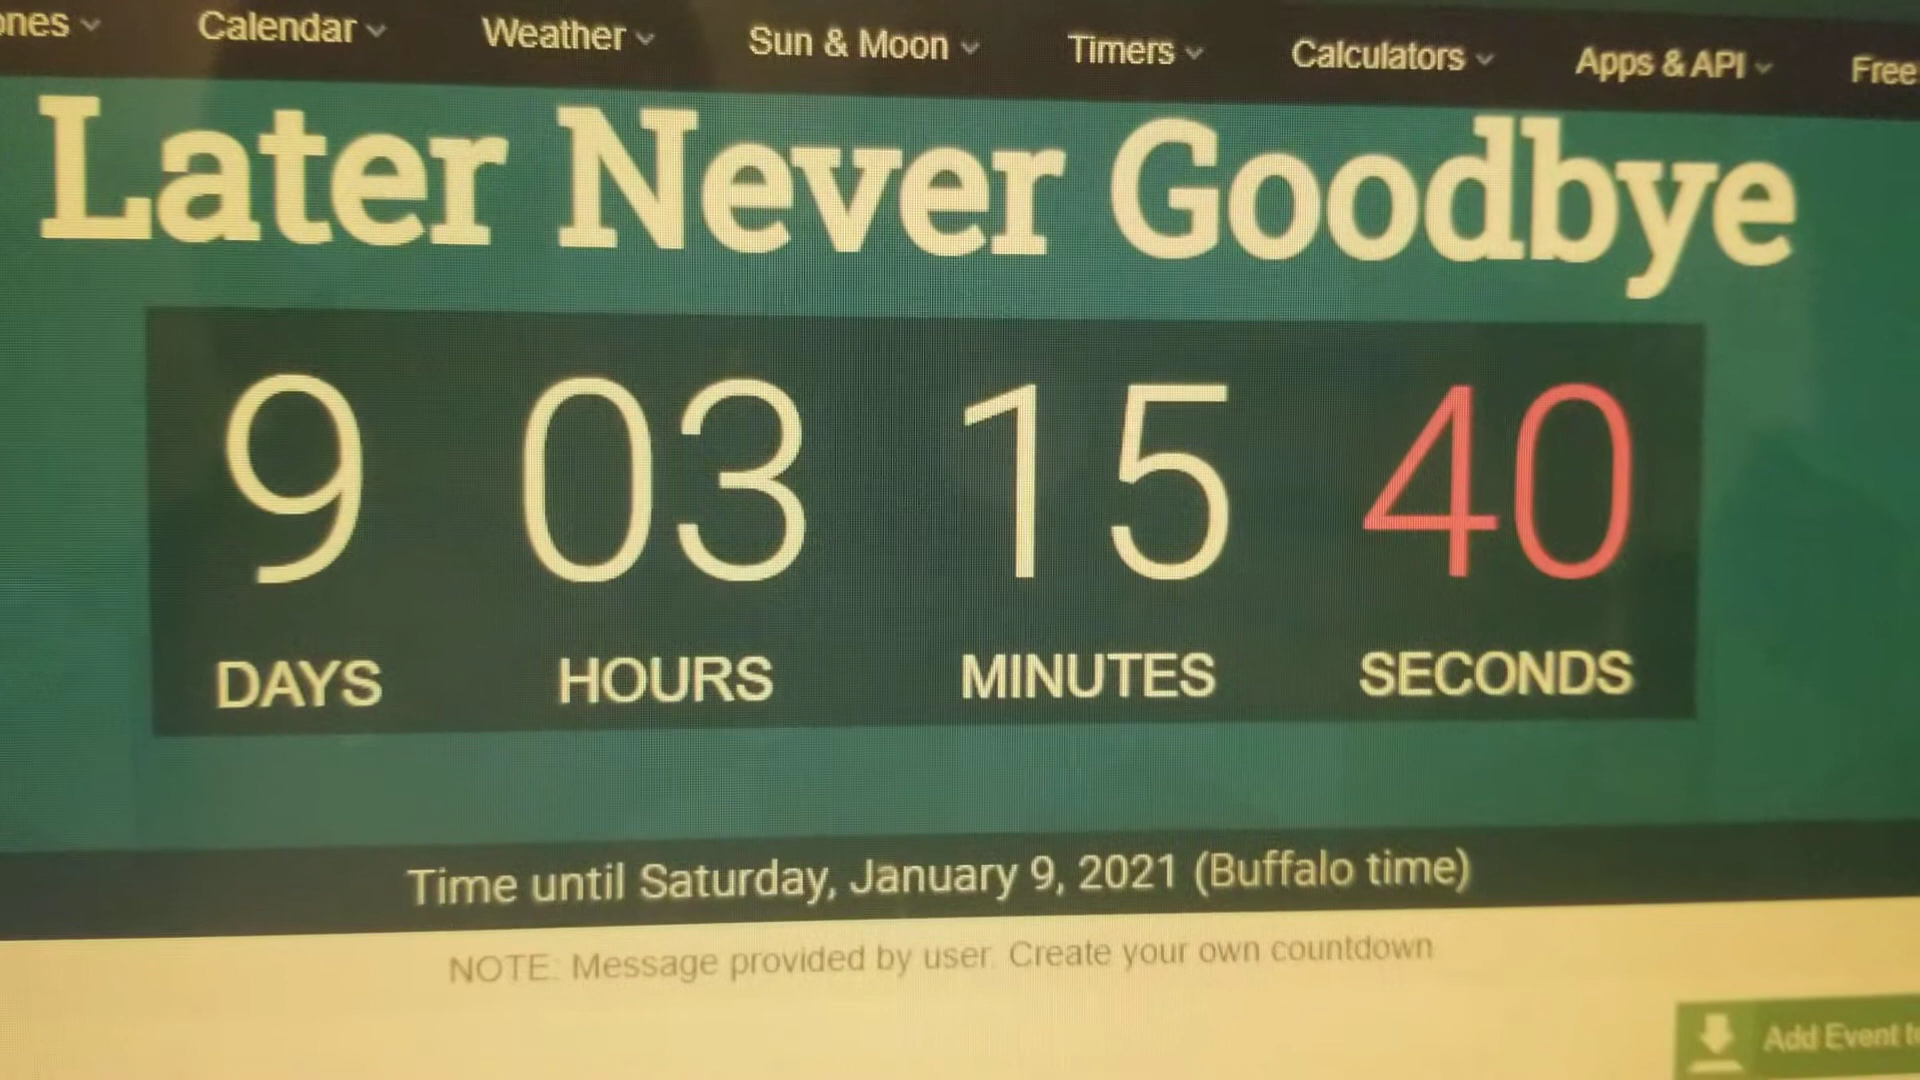 Calendar Weather Sun & Moon Timers Calculators Apps & API Free
Later Never Goodbye
9 03 15 40
DAYS HOURS MINUTES SECONDS
Time until Saturday, January 9, 2021 (Buffalo time)
NOTE: Message provided by user. Create your own countdown
Add Event